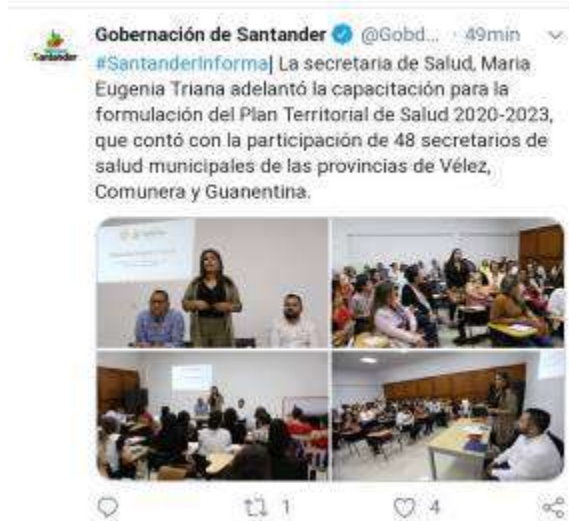 Gobernación de Santander @Gobd... · 49min
Santander
#SantanderInforma| La secretaria de Salud, Maria
Eugenia Triana adelantó la capacitación para la
formulación del Plan Territorial de Salud 2020-2023,
que contó con la participación de 48 secretarios de
salud municipales de las provincias de Vélez,
Comunera y Guanentina.
1 4